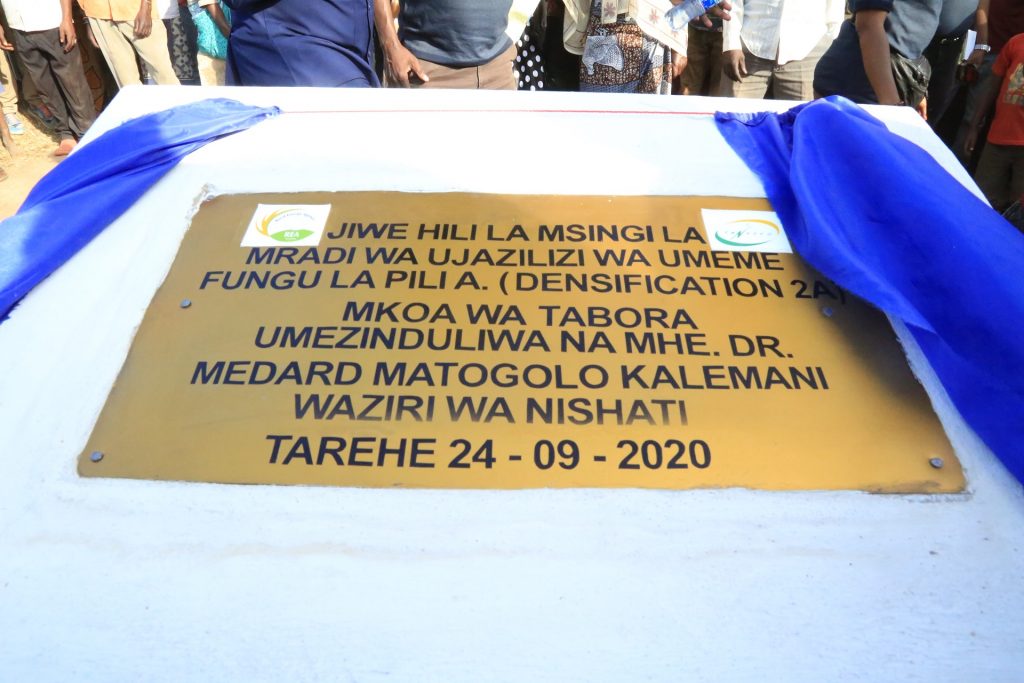 REA
JIWE HILI LA MSINGI LA
MRADI WA UJAZILIZI WA UMEME
FUNGU LA PILI A. (DENSIFICATION 2A)
MKOA WA TABORA
UMEZINDULIWA NA MHE. DR.
MEDARD MATOGOLO KALEMANI
WAZIRI WA NISHATI
TAREHE 24 - 09 - 2020